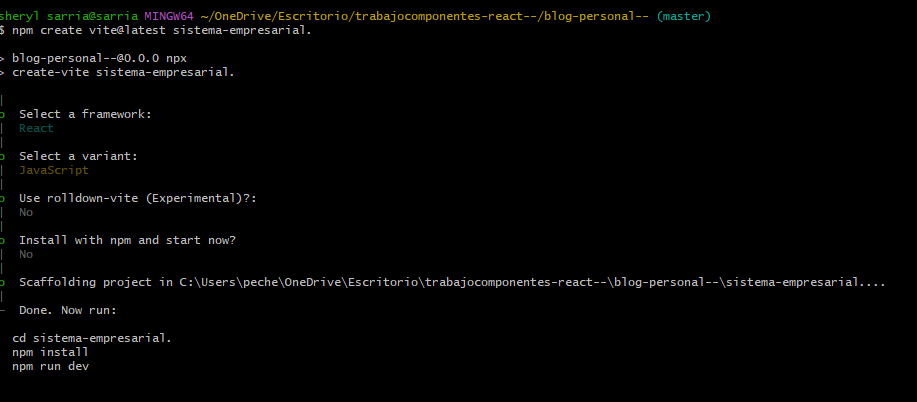 sheryl sarria@sarria MINGW64 ~/OneDrive/Escritorio/trabajocomponentes-react--/blog-personal-- (master)
$ npm create vite@latest sistema-empresarial.
> blog-personal--@0.0.0 npx
> create-vite sistema-empresarial.
|
o  Select a framework:
|  React
|
o  Select a variant:
|  JavaScript
|
o  Use rolldown-vite (Experimental)?:
|  No
|
o  Install with npm and start now?
|  No
|
o  Scaffolding project in C:\Users\peche\OneDrive\Escritorio\trabajocomponentes-react--\blog-personal--\sistema-empresarial....
|
—  Done. Now run:
cd sistema-empresarial.
npm install
npm run dev